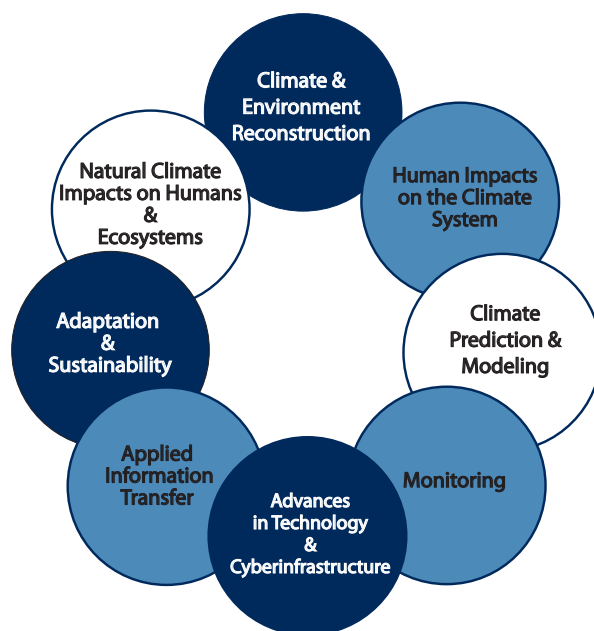 Climate &
Environment
Reconstruction
Human Impacts
on the Climate
System
Climate
Prediction &
Modeling
Monitoring
Advances
in Technology
&
Cyberinfrastructure
Applied
Information
Transfer
Adaptation
&
Sustainability
Natural Climate
Impacts on Humans
&
Ecosystems